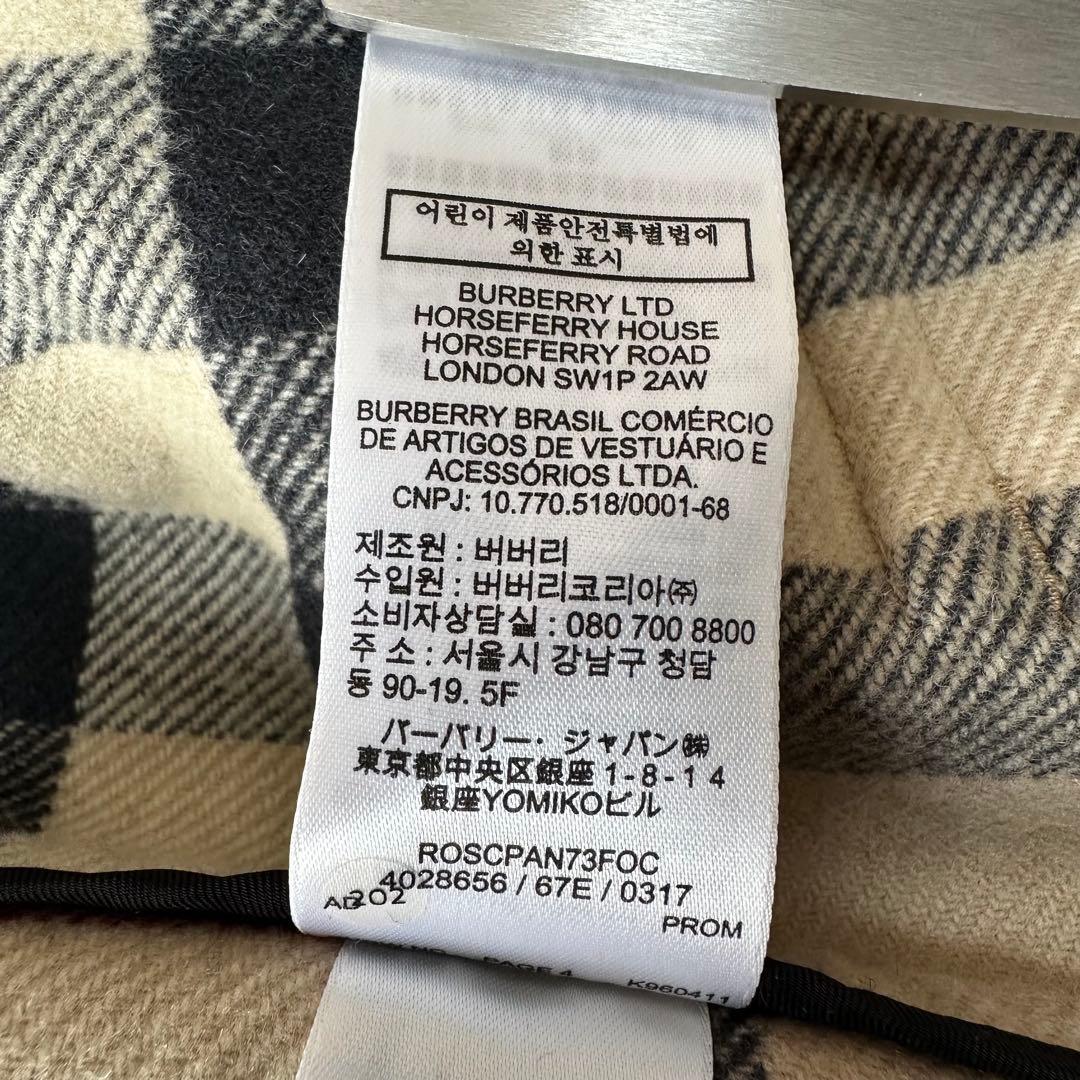 어린이 제품안전특별법에
의한 표시
BURBERRY LTD
HORSEFERRY HOUSE
HORSEFERRY ROAD
LONDON SW1P 2AW
BURBERRY BRASIL COMÉRCIO
DE ARTIGOS DE VESTUÁRIO E
ACESSÓRIOS LTDA.
CNPJ: 10.770.518/0001-68
제조원 : 버버리
수입원 : 버버리코리아㈜
소비자상담실 : 080 700 8800
주 소 : 서울시 강남구 청담
동 90-19. 5F
バーバリー・ジャパン㈱
東京都中央区銀座 1-8-14
銀座YOMIKOビル
ROSCPAN73FOC
4028656 / 67E / 0317
202
PROM
PAGE 4
K960411